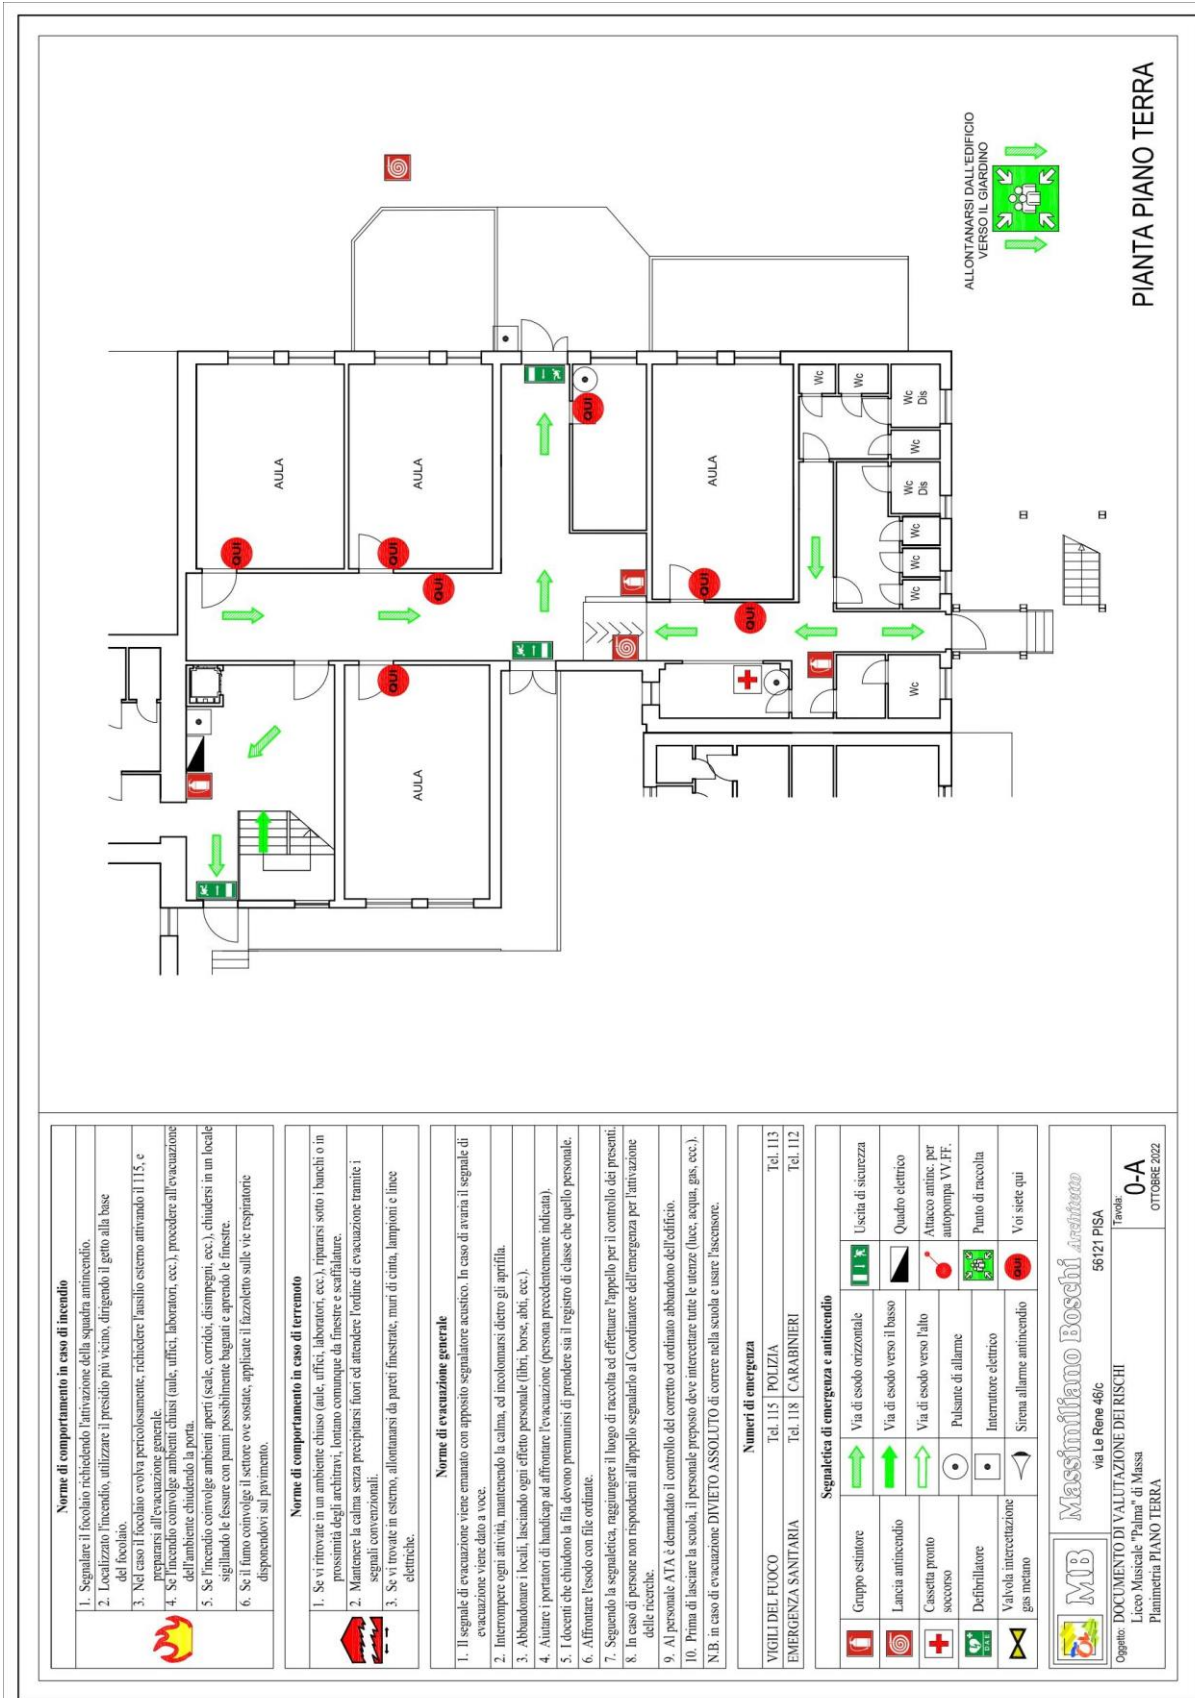 Norme di comportamento in caso di incendio
1. Segnalare il focolaio richiedendo l'attivazione della squadra antincendio.
2. Localizzato l'incendio, utilizzare il presidio più vicino, dirigendo il getto alla base
del focolaio.
3. Nel caso il focolaio evolva pericolosamente, richiedere l'ausilio esterno attivando il 115, e
prepararsi all'evacuazione generale.
4. Se l'incendio coinvolge ambienti chiusi (aule, uffici, laboratori, ecc.), procedere all'evacuazione
dell'ambiente chiudendo la porta.
5. Se l'incendio coinvolge ambienti aperti (scale, corridoi, disimpegni, ecc.), chiudersi in un locale
sigillando le fessure con panni possibilmente bagnati e aprendo le finestre.
6. Se il fumo coinvolge il settore ove sostate, applicate il fazzoletto sulle vie respiratorie
disponendovi sul pavimento.
Norme di comportamento in caso di terremoto
1. Se vi ritrovate in un ambiente chiuso (aule, uffici, laboratori, ecc.), ripararsi sotto i banchi o in
prossimità degli architravi, lontano comunque da finestre e scaffalature.
2. Mantenere la calma senza precipitarsi fuori ed attendere l'ordine di evacuazione tramite i
segnali convenzionali.
3. Se vi trovate in esterno, allontanarsi da pareti finestrate, muri di cinta, lampioni e linee
elettriche.
Norme di evacuazione generale
1. Il segnale di evacuazione viene emanato con apposito segnalatore acustico. In caso di avaria il segnale di
evacuazione viene dato a voce.
2. Interrompere ogni attività, mantenendo la calma, ed incolonnarsi dietro gli aprifila.
3. Abbandonare i locali, lasciando ogni effetto personale (libri, borse, abiti, ecc.).
4. Aiutare i portatori di handicap ad affrontare l'evacuazione (persona precedentemente indicata).
5. I docenti che chiudono la fila devono premunirsi di prendere sia il registro di classe che quello personale.
6. Affrontare l'esodo con file ordinate.
7. Seguendo la segnaletica, raggiungere il luogo di raccolta ed effettuare l'appello per il controllo dei presenti.
8. In caso di persone non rispondenti all'appello segnalarlo al Coordinatore dell'emergenza per l'attivazione
delle ricerche.
9. Al personale ATA è demandato il controllo del corretto ed ordinato abbandono dell'edificio.
10. Prima di lasciare la scuola, il personale preposto deve intercettare tutte le utenze (luce, acqua, gas, ecc.).
N.B. in caso di evacuazione DIVIETO ASSOLUTO di correre nella scuola e usare l'ascensore.
Numeri di emergenza
VIGILI DEL FUOCO Tel. 115 POLIZIA Tel. 113
EMERGENZA SANITARIA Tel. 118 CARABINIERI Tel. 112
Segnaletica di emergenza e antincendio
Gruppo estintore
Via di esodo orizzontale
Uscita di sicurezza
Lancia antincendio
Via di esodo verso il basso
Quadro elettrico
Cassetta pronto
soccorso
Via di esodo verso l'alto
Attacco antinc. per
autopompa VV.FF.
Defibrillatore
DAE
Pulsante di allarme
Interruttore elettrico
Punto di raccolta
Valvola intercettazione
gas metano
Sirena allarme antincendio
QUI
Voi siete qui
MB
Massimiliano Boschi Architetto
via Le Rene 46/c 56121 PISA
Oggetto: DOCUMENTO DI VALUTAZIONE DEI RISCHI
Liceo Musicale "Palma" di Massa
Planimetria PIANO TERRA
Tavola:
0-A
OTTOBRE 2022
AULA
AULA
AULA
AULA
QUI
QUI
QUI
QUI
QUI
QUI
QUI
Wc
Wc
Wc
Dis
Wc
Wc
Dis
Wc
Wc
Wc
Wc
ALLONTANARSI DALL'EDIFICIO
VERSO IL GIARDINO
PIANTA PIANO TERRA